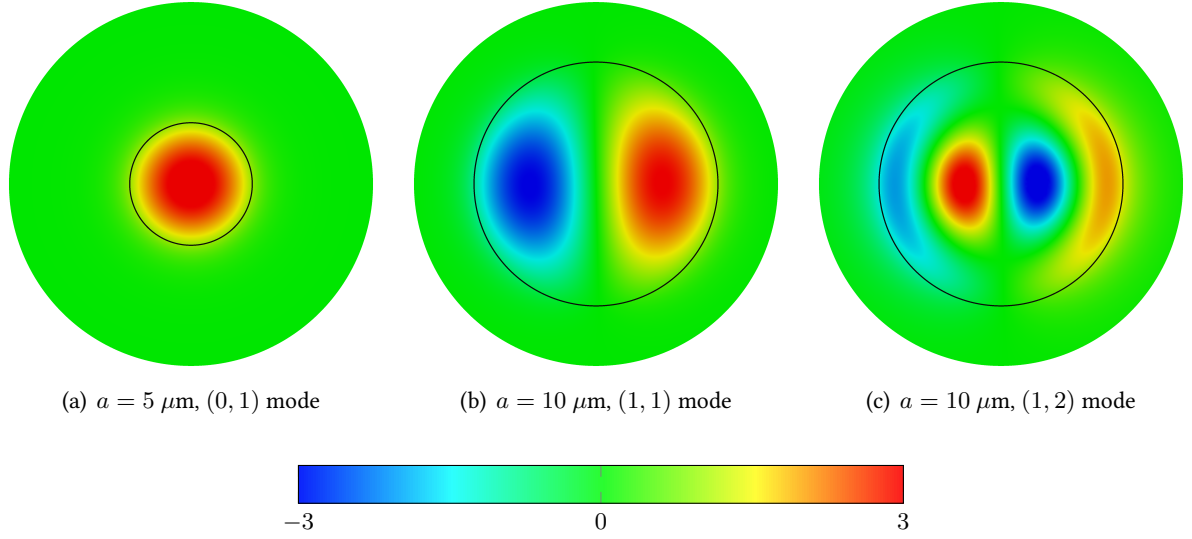 (a) a = 5 μm, (0, 1) mode
(b) a = 10 μm, (1, 1) mode
(c) a = 10 μm, (1, 2) mode
−3 0 3